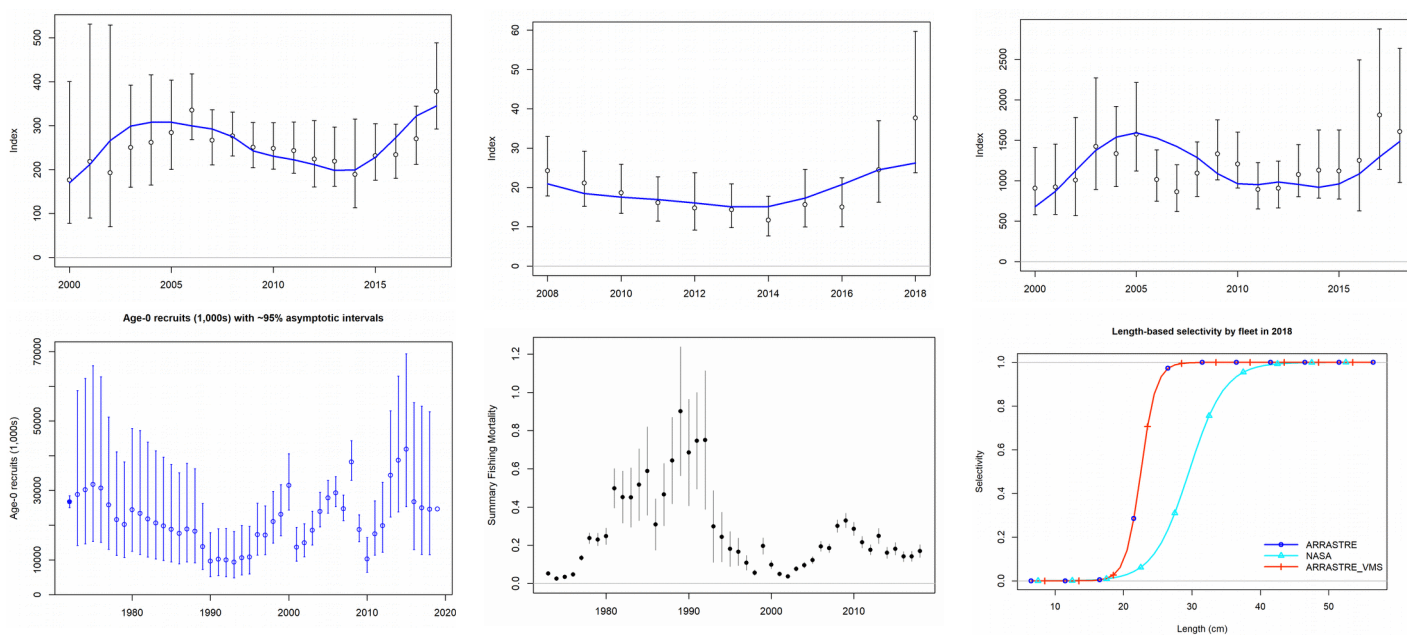 Index
500
400
300
200
100
0
2000 2005 2010 2015
Index
60
50
40
30
20
10
0
2008 2010 2012 2014 2016 2018
Index
2500
2000
1500
1000
500
0
2000 2005 2010 2015
Age-0 recruits (1,000s) with ~95% asymptotic intervals
Age-0 recruits (1,000s)
70000
50000
30000
10000
0
1980 1990 2000 2010 2020
Summary Fishing Mortality
1.2
1.0
0.8
0.6
0.4
0.2
0.0
1980 1990 2000 2010
Length-based selectivity by fleet in 2018
Selectivity
1.0
0.8
0.6
0.4
0.2
0.0
ARRASTRE
NASA
ARRASTRE_VMS
10 20 30 40 50
Length (cm)